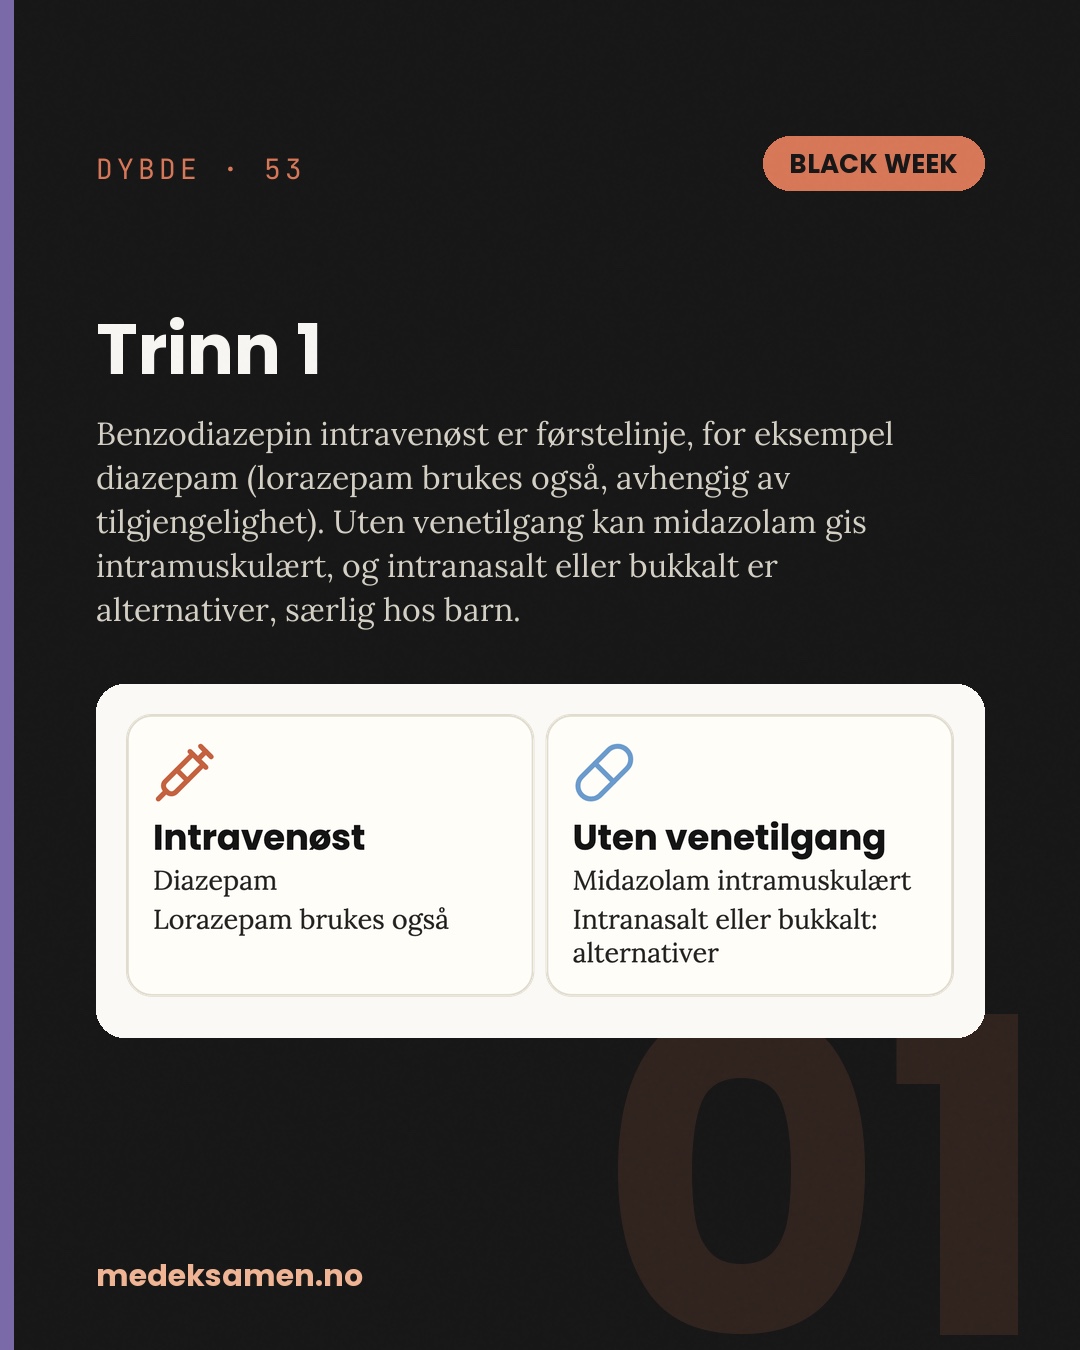 DYBDE · 53
BLACK WEEK
Trinn 1
Benzodiazepin intravenøst er førstelinje, for eksempel
diazepam (lorazepam brukes også, avhengig av
tilgjengelighet). Uten venetilgang kan midazolam gis
intramuskulært, og intranasalt eller bukkalt er
alternativer, særlig hos barn.
Intravenøst
Diazepam
Lorazepam brukes også
Uten venetilgang
Midazolam intramuskulært
Intranasalt eller bukkalt:
alternativer
01
medeksamen.no